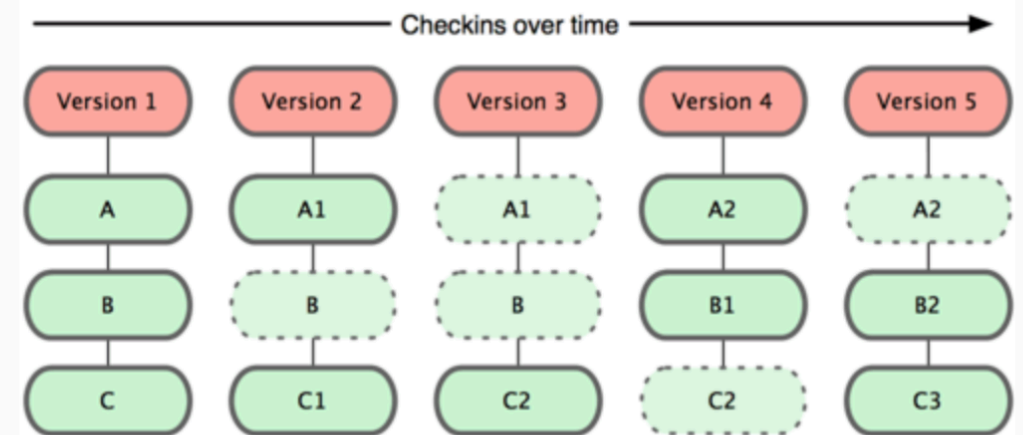 Checkins over time
Version 1 Version 2 Version 3 Version 4 Version 5
A A1 A1 A2 A2
B B B B1 B2
C C1 C2 C2 C3